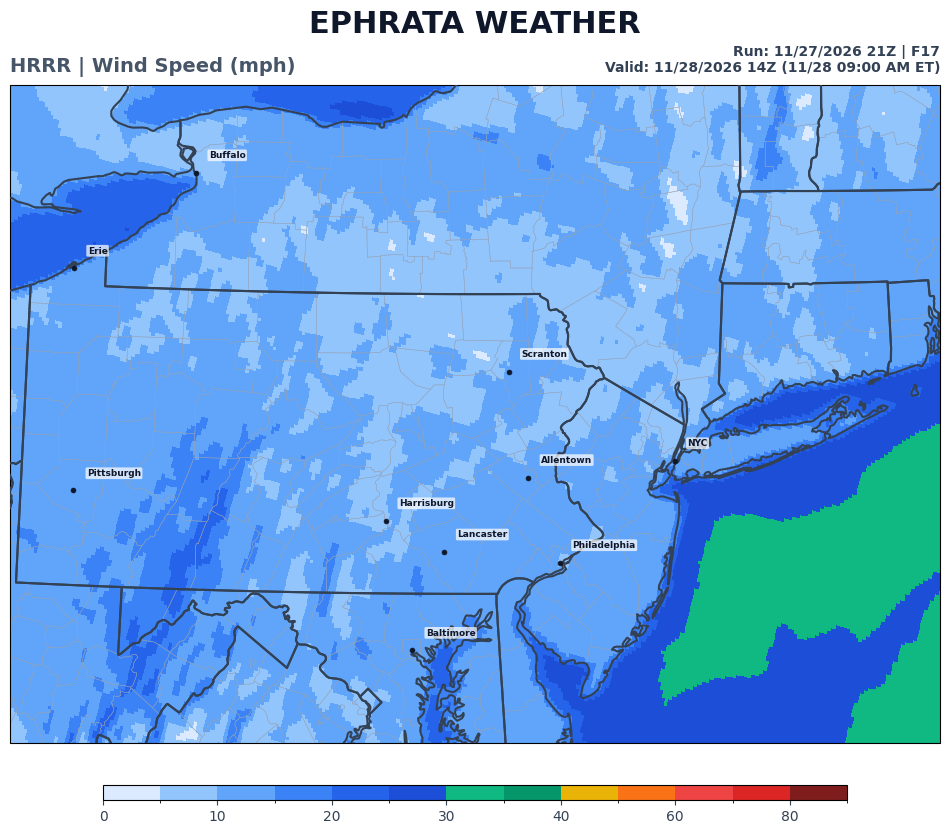 EPHRATA WEATHER
HRRR | Wind Speed (mph)
Run: 11/27/2026 21Z | F17
Valid: 11/28/2026 14Z (11/28 09:00 AM ET)
Buffalo
Erie
Scranton
NYC
Allentown
Pittsburgh
Harrisburg
Lancaster
Philadelphia
Baltimore
0 10 20 30 40 50 60 70 80